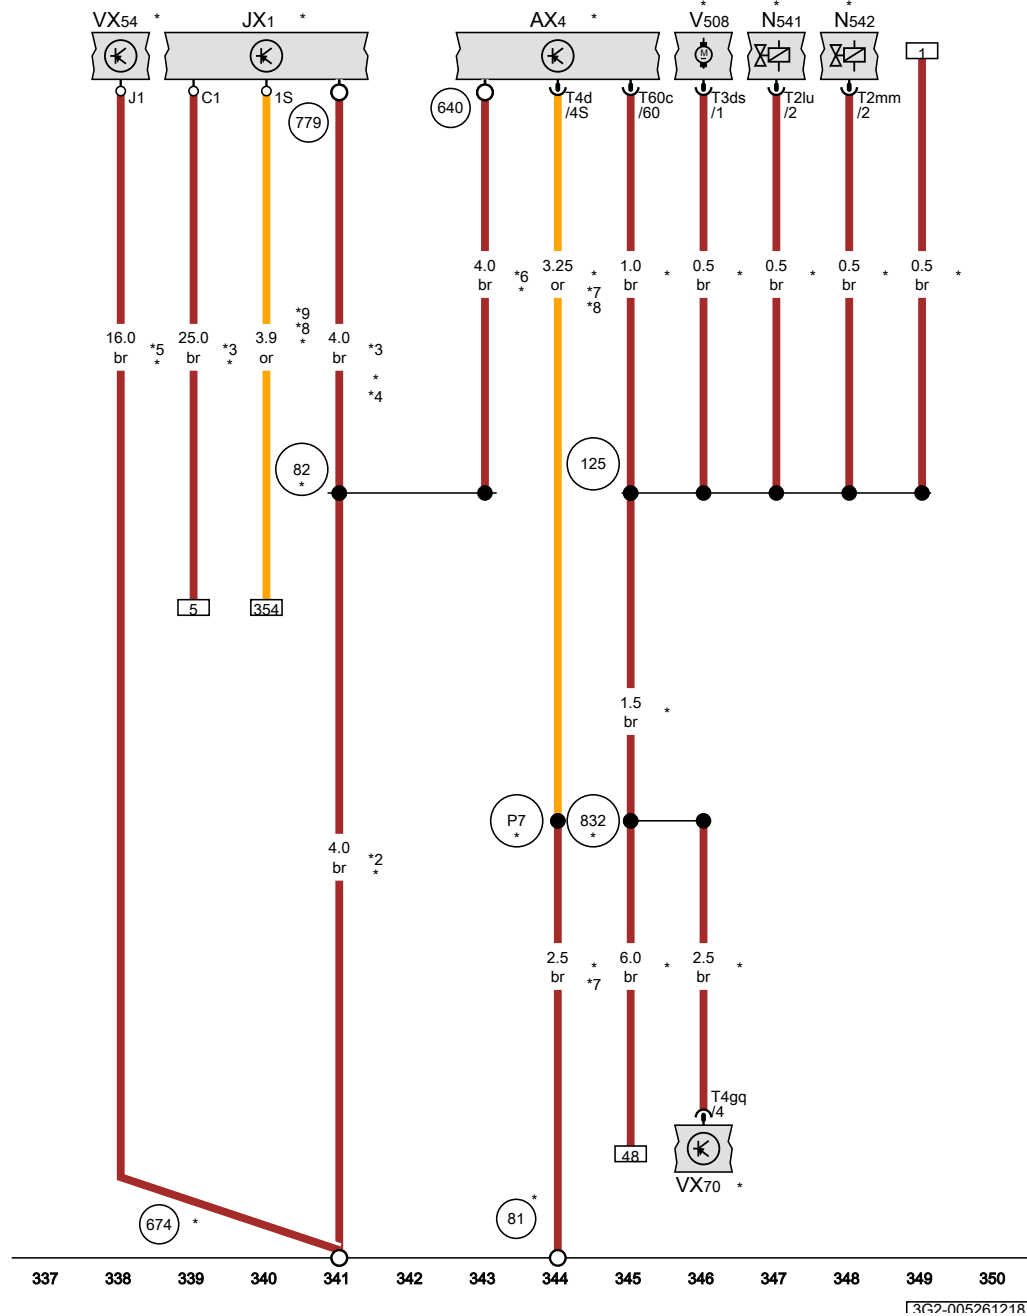 VX54 *
JX1 *
AX4 *
*
V508
*
N541
*
N542
1
J1
C1
1S
779
640
T4d
/4S
T60c
/60
T3ds
/1
T2lu
/2
T2mm
/2
4.0
br
*6
*
3.25
or
*
*7
*8
1.0
br
*
0.5
br
*
0.5
br
*
0.5
br
*
0.5
br
*
16.0
br
*5
*
25.0
br
*3
*
3.9
or
*9
*8
*
4.0
br
*3
*
*4
82
*
125
5
354
1.5
br
*
P7
*
832
*
4.0
br
*2
*
2.5
br
*
*7
6.0
br
*
2.5
br
*
T4gq
/4
48
VX70 *
674 *
81 *
337 338 339 340 341 342 343 344 345 346 347 348 349 350
3G2-005261218